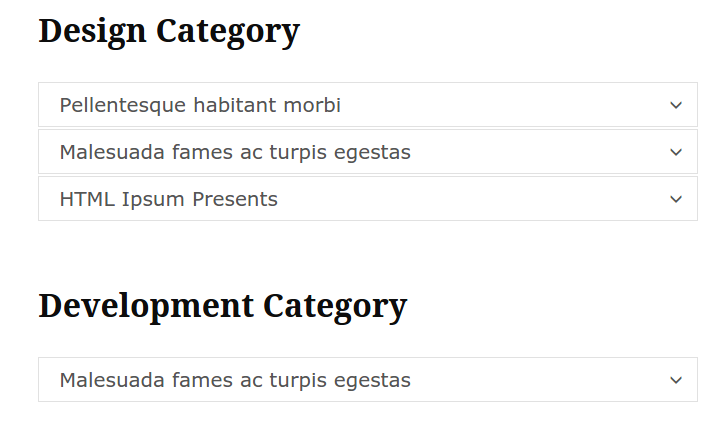 Design Category
Pellentesque habitant morbi
Malesuada fames ac turpis egestas
HTML Ipsum Presents
Development Category
Malesuada fames ac turpis egestas